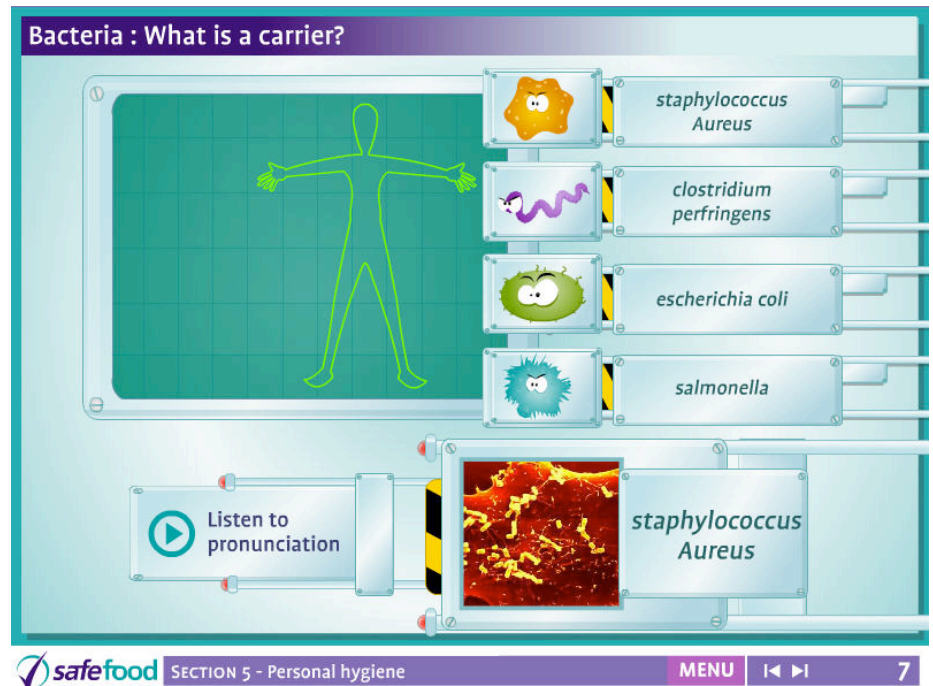 Bacteria : What is a carrier?
staphylococcus
Aureus
clostridium
perfringens
escherichia coli
salmonella
Listen to
pronunciation
staphylococcus
Aureus
safefood
SECTION 5 - Personal hygiene
MENU
7